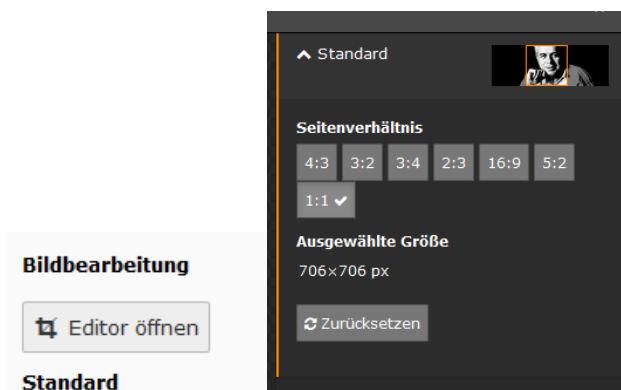 Standard
Seitenverhältnis
4:3 3:2 3:4 2:3 16:9 5:2
1:1
Ausgewählte Größe
706×706 px
Zurücksetzen
Bildbearbeitung
Editor öffnen
Standard